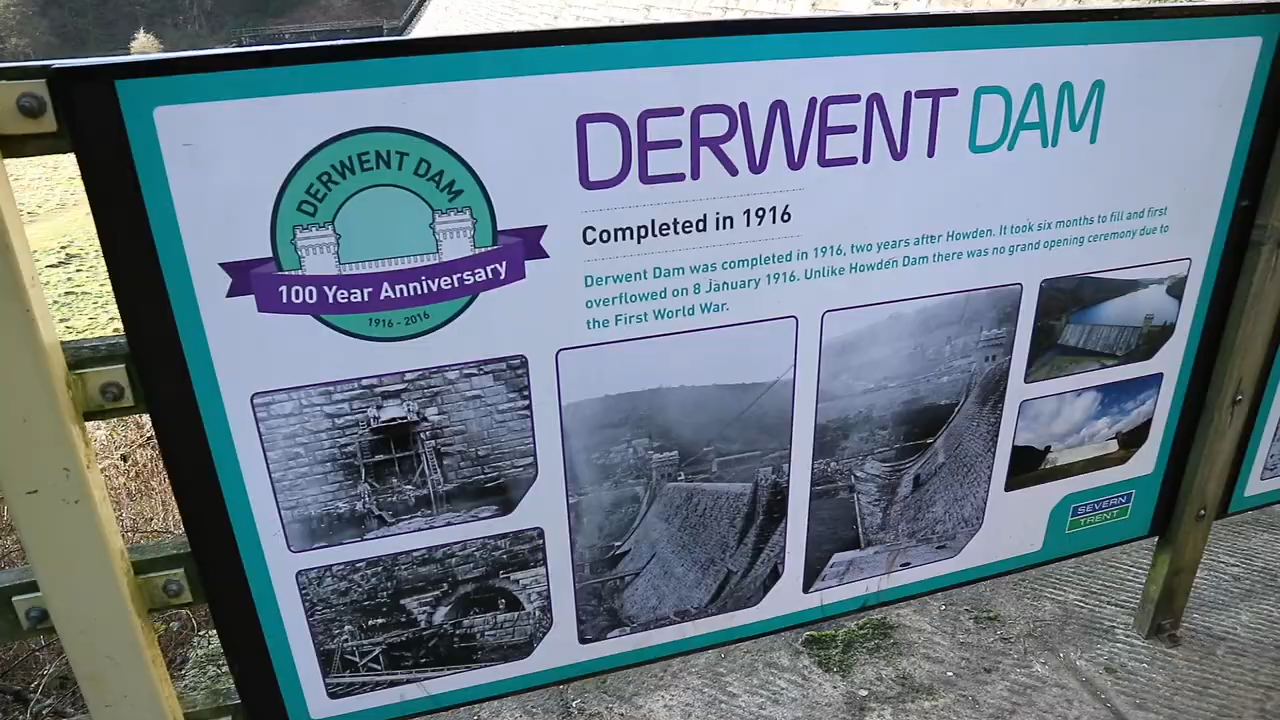 DERWENT DAM
100 Year Anniversary
1916 - 2016
DERWENT DAM
Completed in 1916
Derwent Dam was completed in 1916, two years after Howden. It took six months to fill and first
overflowed on 8 January 1916. Unlike Howden Dam there was no grand opening ceremony due to
the First World War.
SEVERN
TRENT